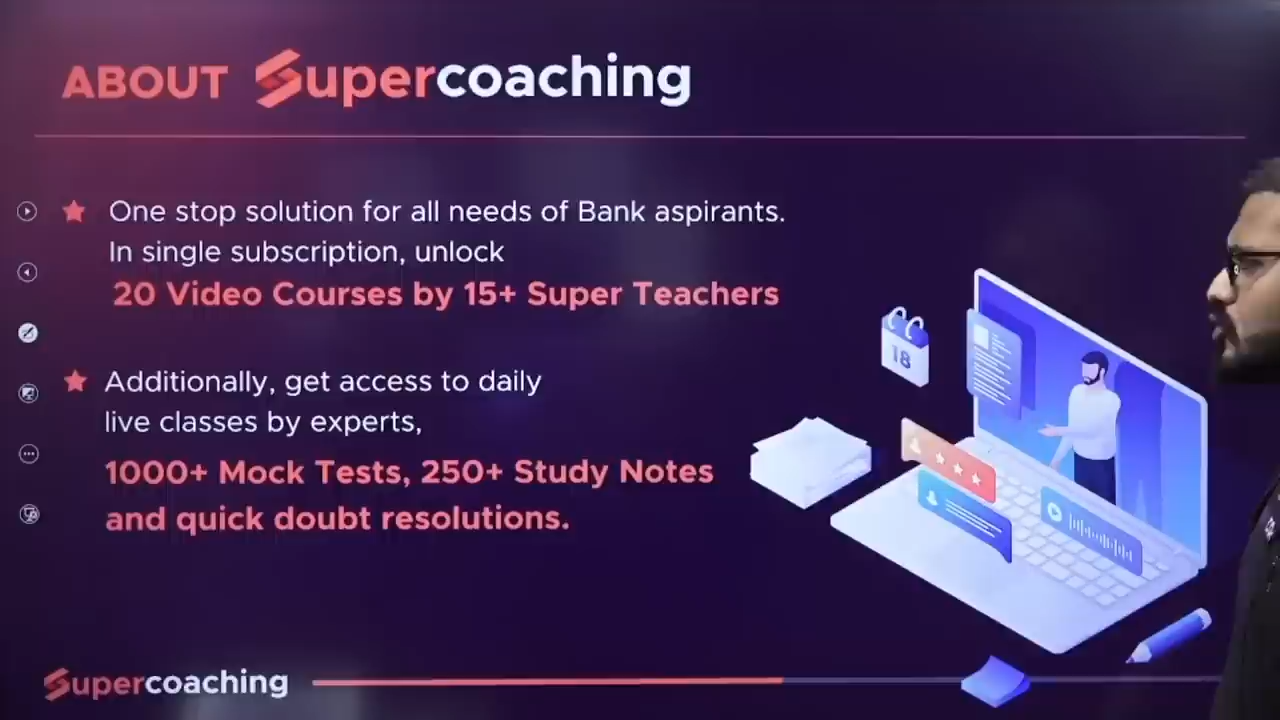 ABOUT Supercoaching
One stop solution for all needs of Bank aspirants.
In single subscription, unlock
20 Video Courses by 15+ Super Teachers
Additionally, get access to daily
live classes by experts,
1000+ Mock Tests, 250+ Study Notes
and quick doubt resolutions.
18
Supercoaching